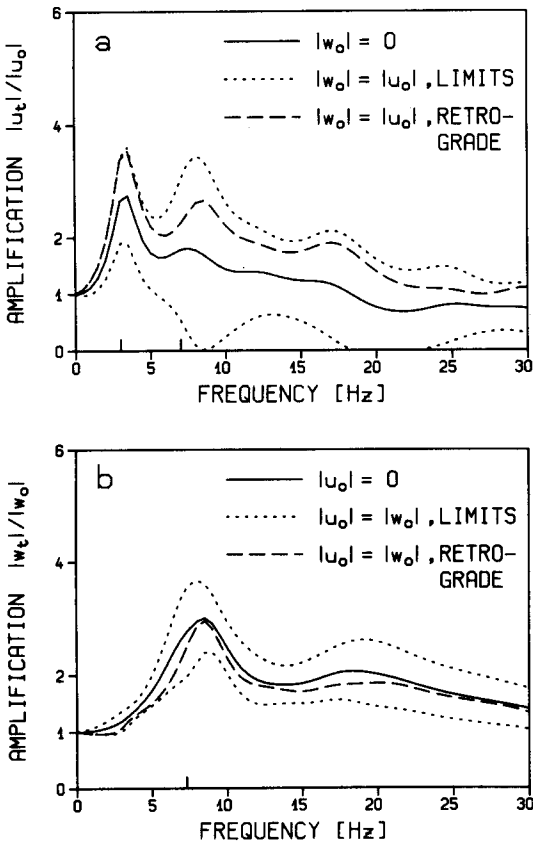 a
|w₀| = 0
|w₀| = |u₀| , LIMITS
|w₀| = |u₀| , RETRO-
GRADE
AMPLIFICATION |uₜ|/|u₀|
6
4
2
1
0
0 5 10 15 20 25 30
FREQUENCY [Hz]
b
|u₀| = 0
|u₀| = |w₀| , LIMITS
|u₀| = |w₀| , RETRO-
GRADE
AMPLIFICATION |wₜ|/|w₀|
6
4
2
1
0
0 5 10 15 20 25 30
FREQUENCY [Hz]